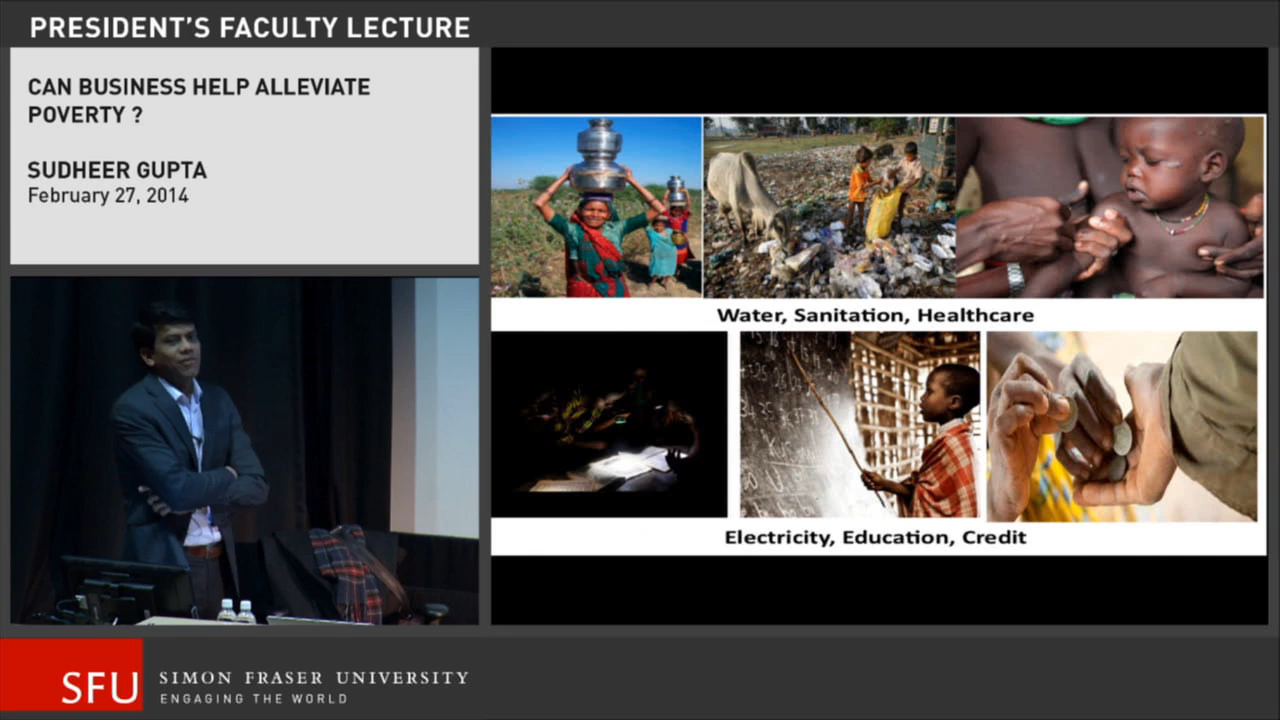 PRESIDENT'S FACULTY LECTURE
CAN BUSINESS HELP ALLEVIATE
POVERTY ?
SUDHEER GUPTA
February 27, 2014
Water, Sanitation, Healthcare
Electricity, Education, Credit
SFU
SIMON FRASER UNIVERSITY
ENGAGING THE WORLD